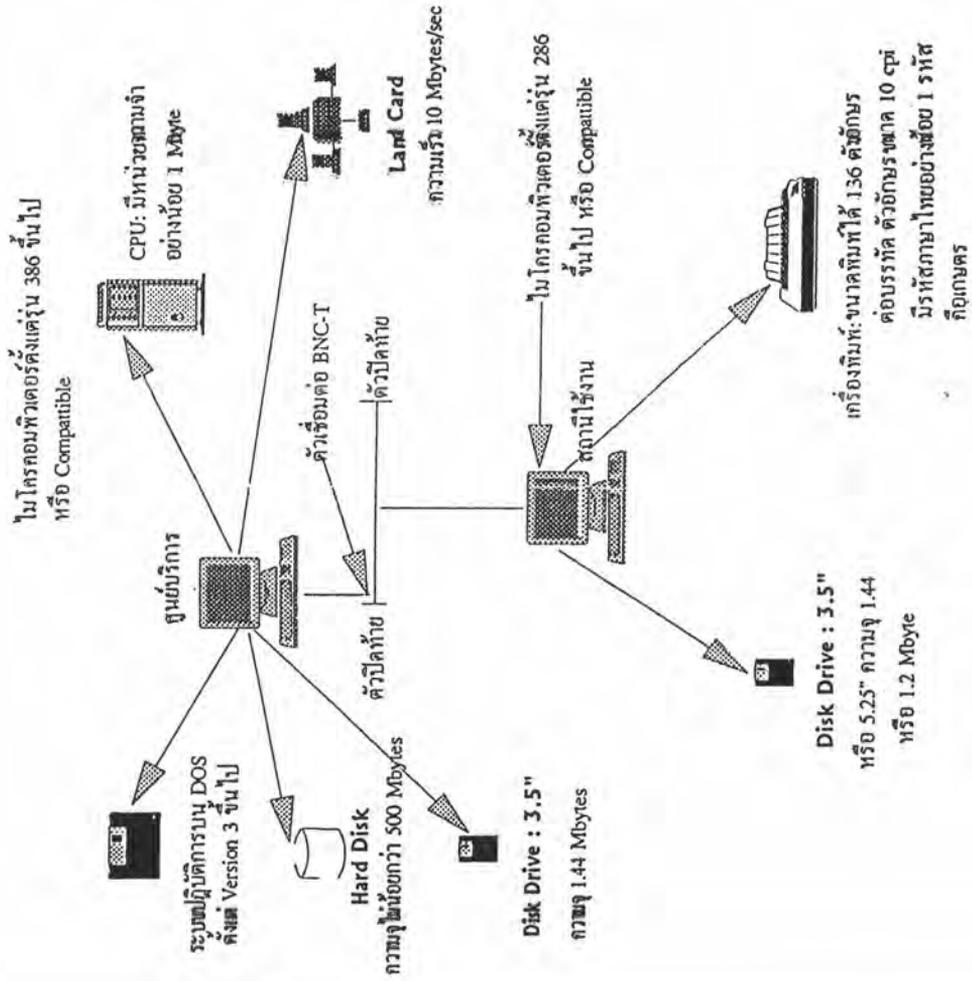 ไมโครคอมพิวเตอร์ตั้งแต่รุ่น 386 ขึ้นไป
หรือ Compattible
ศูนย์บริการ
CPU: มีหน่วยความจำ
อย่างน้อย 1 Mbyte
ระบบปฏิบัติการบน DOS
ตั้งแต่ Version 3 ขึ้นไป
Hard Disk
ความจุไม่น้อยกว่า 500 Mbytes
Disk Drive : 3.5"
ความจุ 1.44 Mbytes
ตัวเชื่อมต่อ BNC-T
ตัวปิดท้าย
ตัวปิดท้าย
Land Card
ความเร็ว 10 Mbytes/sec
ไมโครคอมพิวเตอร์ตั้งแต่รุ่น 286
ขึ้นไป หรือ Compattible
สถานีใช้งาน
Disk Drive : 3.5"
หรือ 5.25" ความจุ 1.44
หรือ 1.2 Mbyte
เครื่องพิมพ์: ขนาดพิมพ์ได้ 136 ตัวอักษร
ต่อบรรทัด ตัวอักษรขนาด 10 cpi
มีรหัสภาษาไทยอย่างน้อย 1 รหัส
คือเกษตร